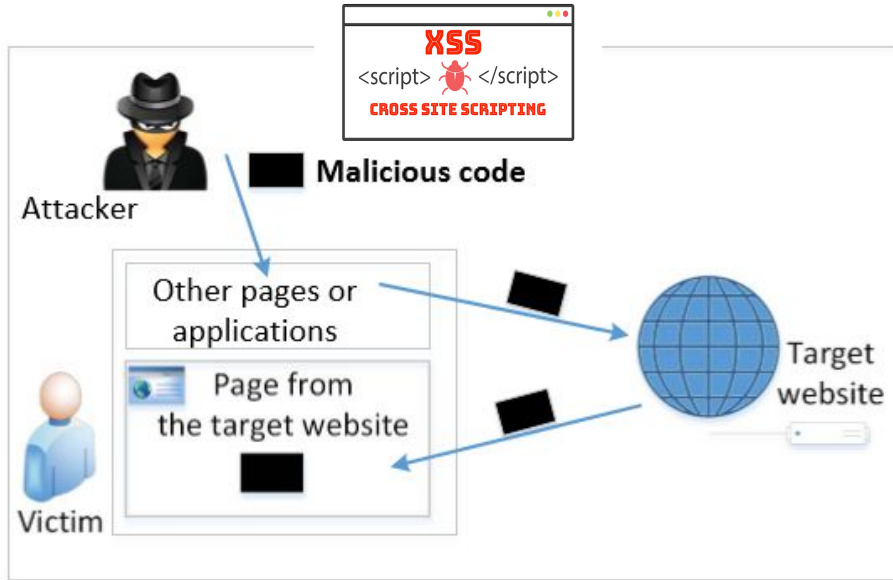 XSS
<script> </script>
CROSS SITE SCRIPTING
Malicious code
Attacker
Other pages or
applications
Page from
the target website
Target
website
Victim